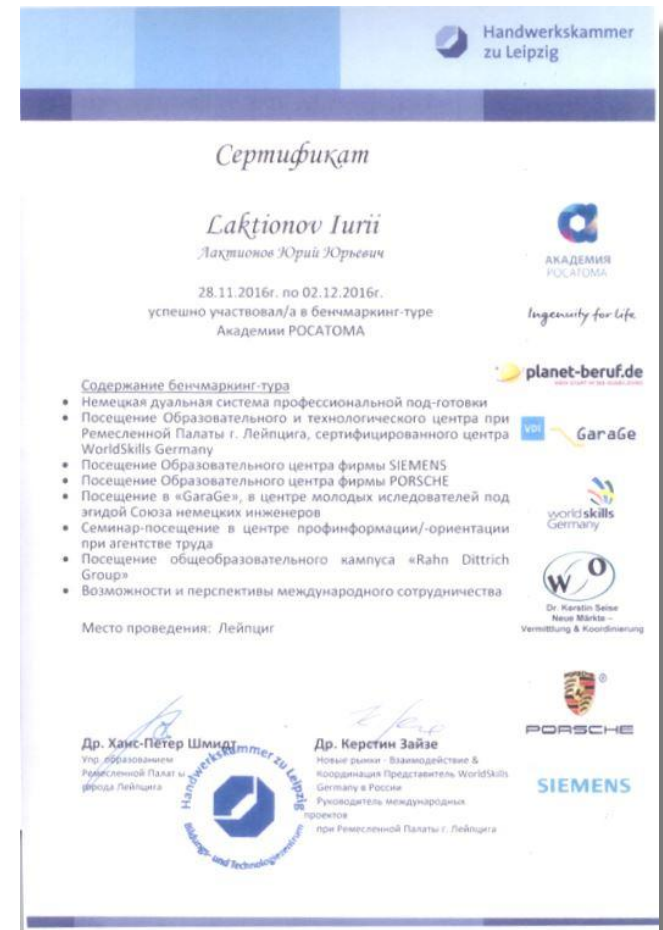 Handwerkskammer
zu Leipzig
Сертификат
Laktionov Iurii
Лактионов Юрий Юрьевич
28.11.2016г. по 02.12.2016г.
успешно участвовал/а в бенчмаркинг-туре
Академии РОСАТОМА
АКАДЕМИЯ
РОСАТОМА
Ingenuity for life
planet-beruf.de
Содержание бенчмаркинг-тура
• Немецкая дуальная система профессиональной под-готовки
• Посещение Образовательного и технологического центра при
Ремесленной Палаты г. Лейпцига, сертифицированного центра
WorldSkills Germany
• Посещение Образовательного центра фирмы SIEMENS
• Посещение Образовательного центра фирмы PORSCHE
• Посещение в «GaraGe», в центре молодых иследователей под
эгидой Союза немецких инженеров
• Семинар-посещение в центре профинформации/-ориентации
при агентстве труда
• Посещение общеобразовательного кампуса «Rahn Dittrich
Group»
• Возможности и перспективы международного сотрудничества
Место проведения: Лейпциг
VDI GaraGe
worldskills
Germany
W O
Dr. Kerstin Seise
Neue Märkte –
Vermittlung & Koordinierung
PORSCHE
SIEMENS
Др. Ханс-Петер Шмидт
Упр. образованием
Ремесленной Палаты
города Лейпцига
Др. Керстин Зайзе
Новые рынки - Взаимодействие &
Координация Представитель WorldSkills
Germany в России
Руководитель международных
проектов
при Ремесленной Палаты г. Лейпцига
Handwerkskammer zu Leipzig
Bildungs- und Technologiezentrum